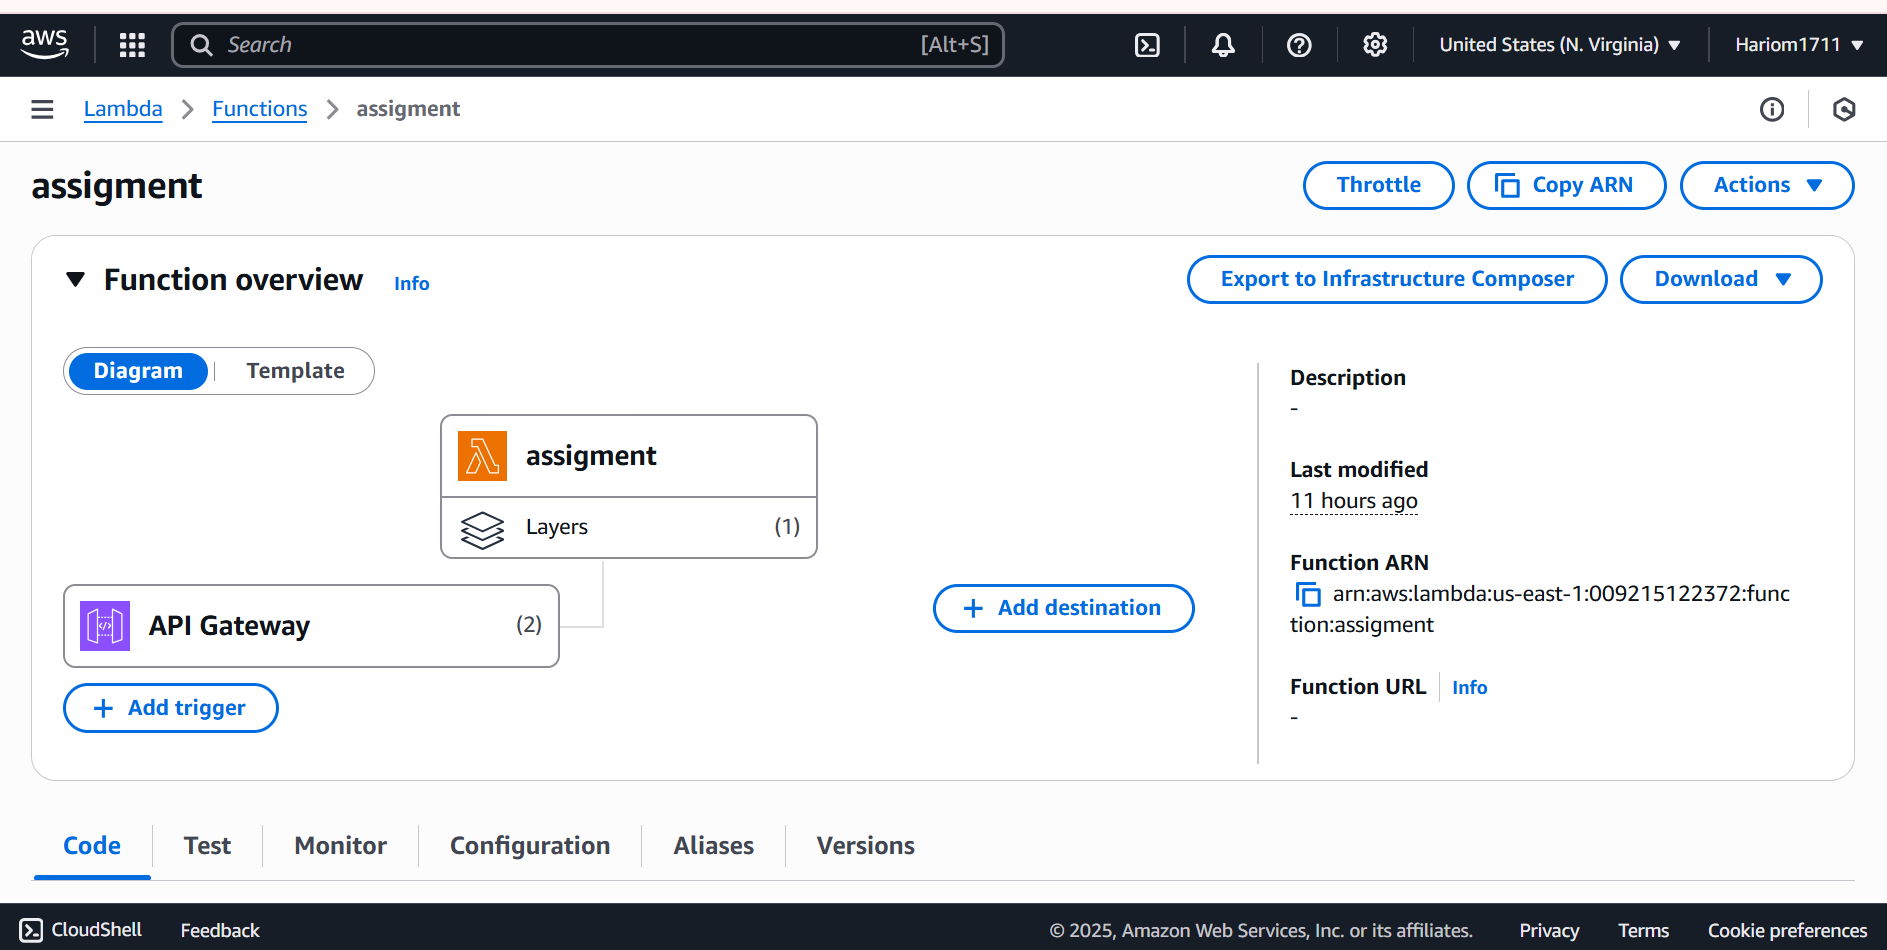 aws
Search [Alt+S]
United States (N. Virginia)
Hariom1711
Lambda
Functions
assigment
assigment
Throttle
Copy ARN
Actions
Function overview
Info
Export to Infrastructure Composer
Download
Diagram
Template
assigment
Layers (1)
API Gateway (2)
Add trigger
Add destination
Description
-
Last modified
11 hours ago
Function ARN
arn:aws:lambda:us-east-1:009215122372:func
tion:assigment
Function URL
Info
-
Code
Test
Monitor
Configuration
Aliases
Versions
CloudShell
Feedback
© 2025, Amazon Web Services, Inc. or its affiliates.
Privacy
Terms
Cookie preferences